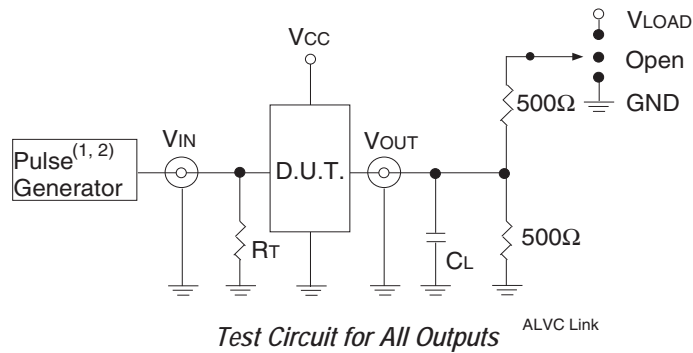 VLOAD
VCC
Open
500Ω
GND
VIN
VOUT
Pulse(1, 2)
Generator
D.U.T.
500Ω
RT
CL
Test Circuit for All Outputs
ALVC Link